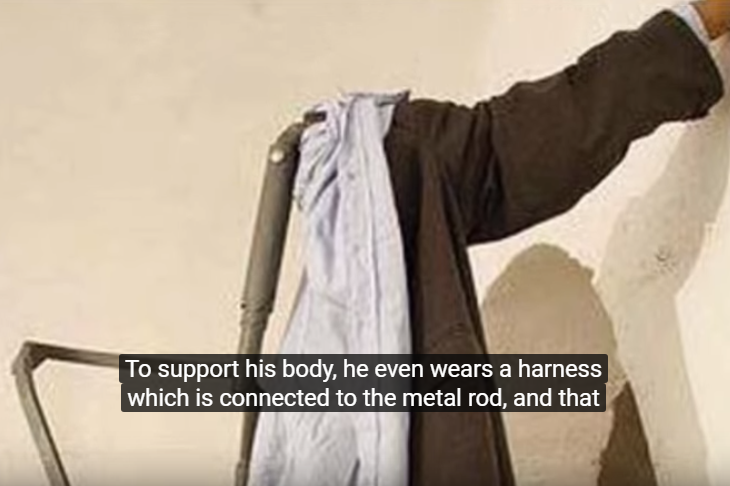 To support his body, he even wears a harness
which is connected to the metal rod, and that